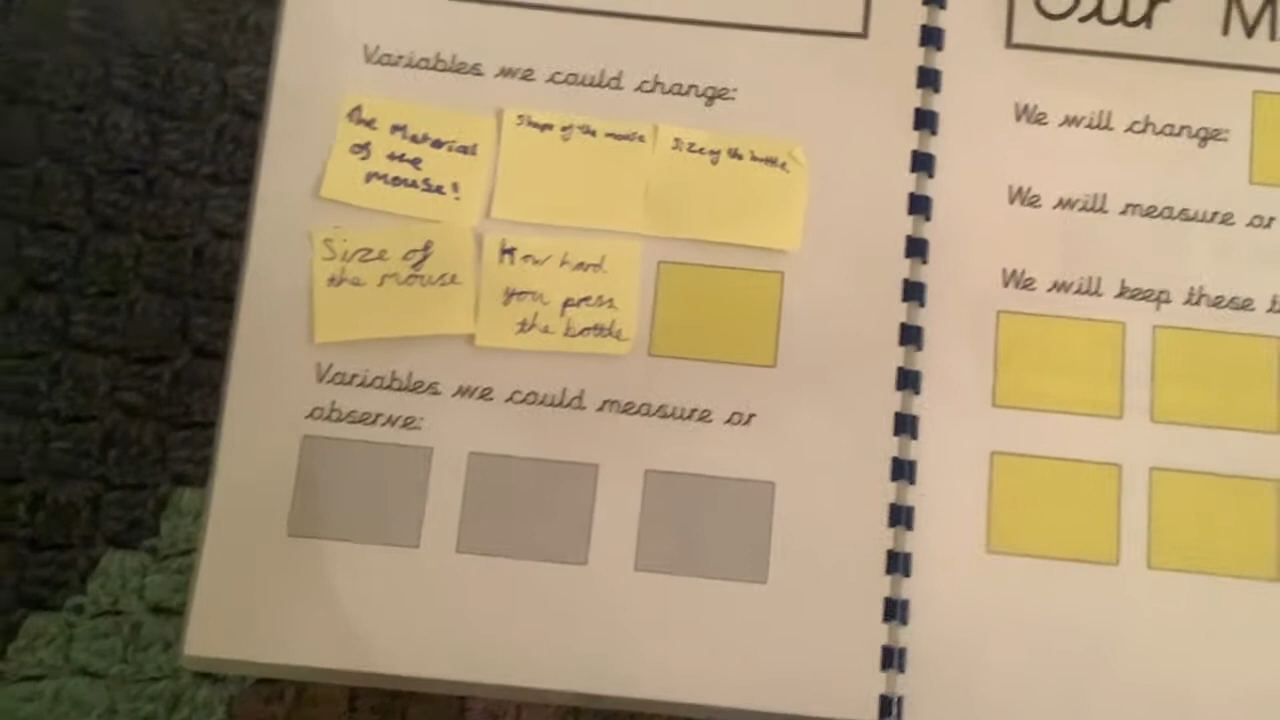 Variables we could change:
The Material
of the
Mouse!
Shape of the mouse
Size of the bottle
Size of
the mouse
How hard
you press
the bottle
Variables we could measure or
observe:
Our M
We will change:
We will measure or
We will keep these